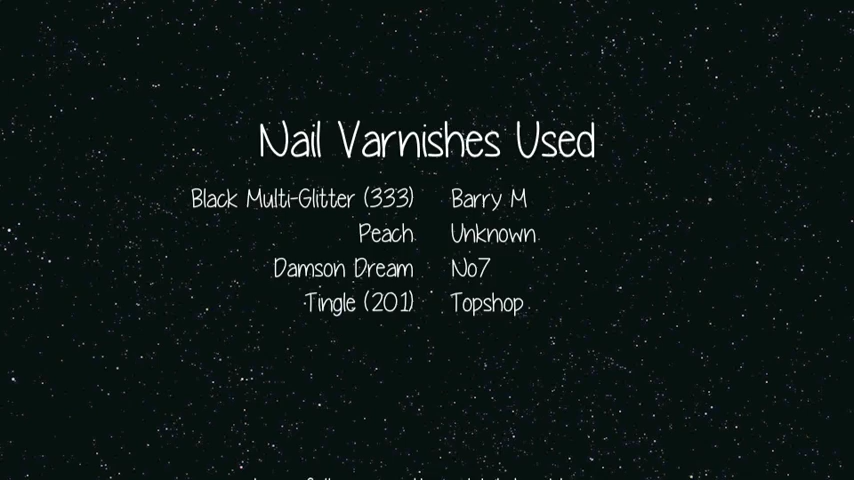 Nail Varnishes Used
Black Multi-Glitter (333) Barry M
Peach Unknown
Damson Dream No7
Tingle (201) Topshop